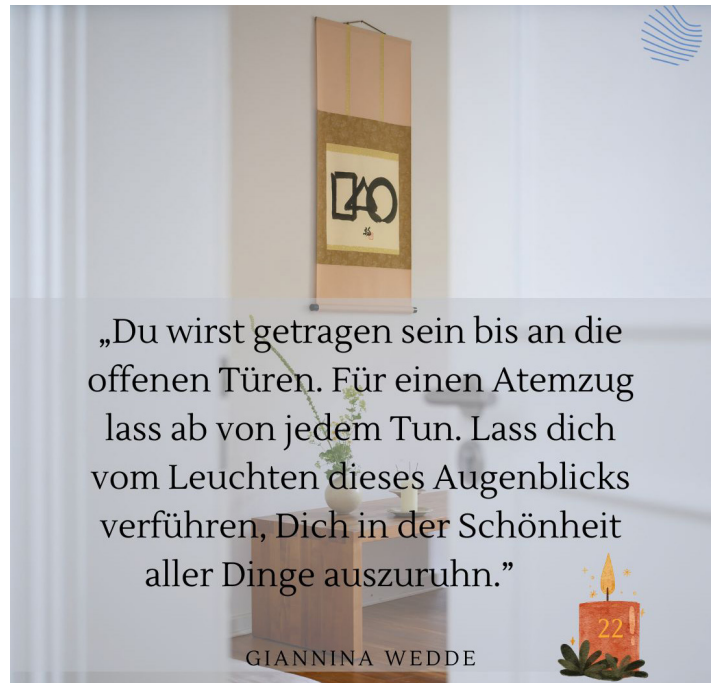 „Du wirst getragen sein bis an die
offenen Türen. Für einen Atemzug
lass ab von jedem Tun. Lass dich
vom Leuchten dieses Augenblicks
verführen, Dich in der Schönheit
aller Dinge auszuruhn.”
22
GIANNINA WEDDE